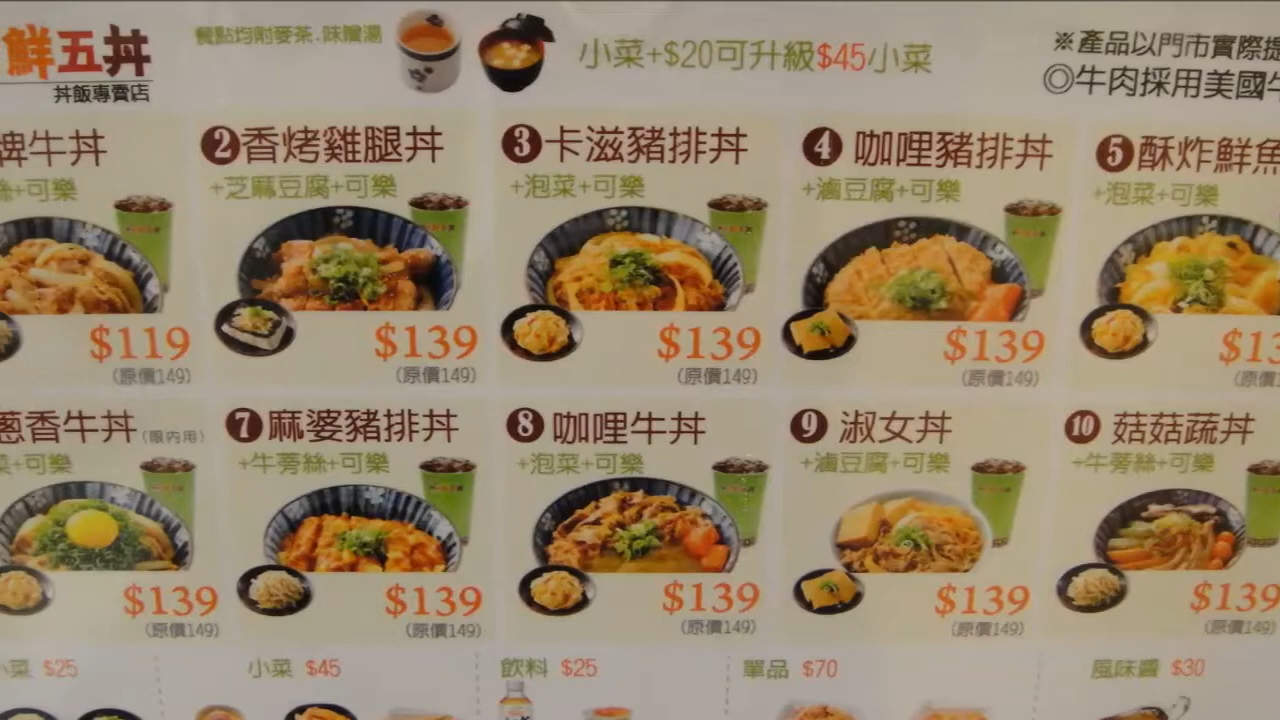 鮮五丼
丼飯專賣店
餐點均附麥茶.味噌湯
小菜+$20可升級$45小菜
※產品以門市實際提
◎牛肉採用美國牛
牌牛丼
絲+可樂
$119
(原價149)
2 香烤雞腿丼
+芝麻豆腐+可樂
$139
(原價149)
3 卡滋豬排丼
+泡菜+可樂
$139
(原價149)
4 咖哩豬排丼
+滷豆腐+可樂
$139
(原價149)
5 酥炸鮮魚
+泡菜+可樂
$13
(原價1
蔥香牛丼(限內用)
菜+可樂
$139
(原價149)
7 麻婆豬排丼
+牛蒡絲+可樂
$139
(原價149)
8 咖哩牛丼
+泡菜+可樂
$139
(原價149)
9 淑女丼
+滷豆腐+可樂
$139
(原價149)
10 菇菇蔬丼
+牛蒡絲+可樂
$139
(原價149)
小菜 $25
小菜 $45
飲料 $25
單品 $70
風味醬 $30